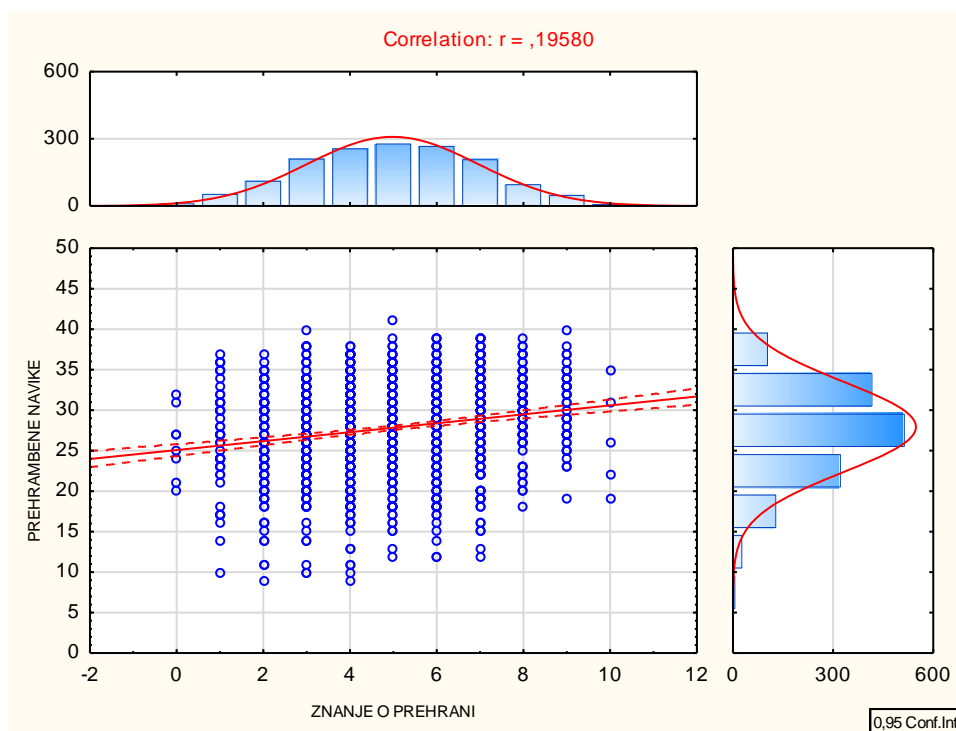 Correlation: r = ,19580
600
300
0
50
45
40
35
30
25
20
15
10
5
0
PREHRAMBENE NAVIKE
-2 0 2 4 6 8 10 12
0 300 600
ZNANJE O PREHRANI
0,95 Conf.Int